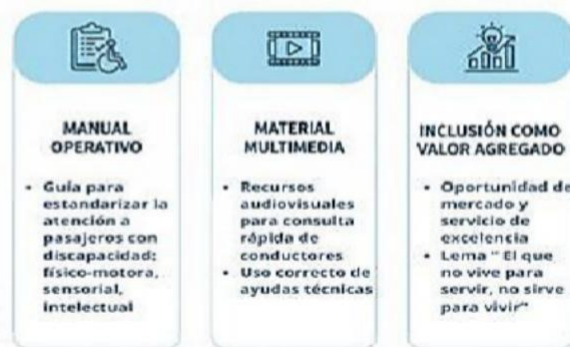 MANUAL
OPERATIVO
• Guía para
estandarizar la
atención a
pasajeros con
discapacidad:
físico-motora,
sensorial,
intelectual
MATERIAL
MULTIMEDIA
• Recursos
audiovisuales
para consulta
rápida de
conductores
• Uso correcto de
ayudas técnicas
INCLUSIÓN COMO
VALOR AGREGADO
• Oportunidad de
mercado y
servicio de
excelencia
• Lema " El que
no vive para
servir, no sirve
para vivir"